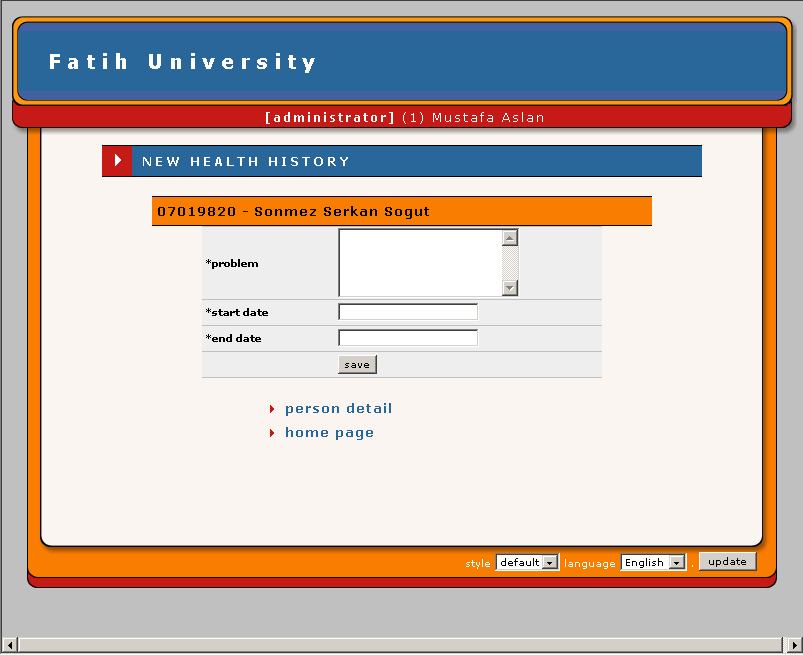 Fatih University
[administrator] (1) Mustafa Aslan
NEW HEALTH HISTORY
07019820 - Sonmez Serkan Sogut
*problem
*start date
*end date
save
person detail
home page
style default language English . update